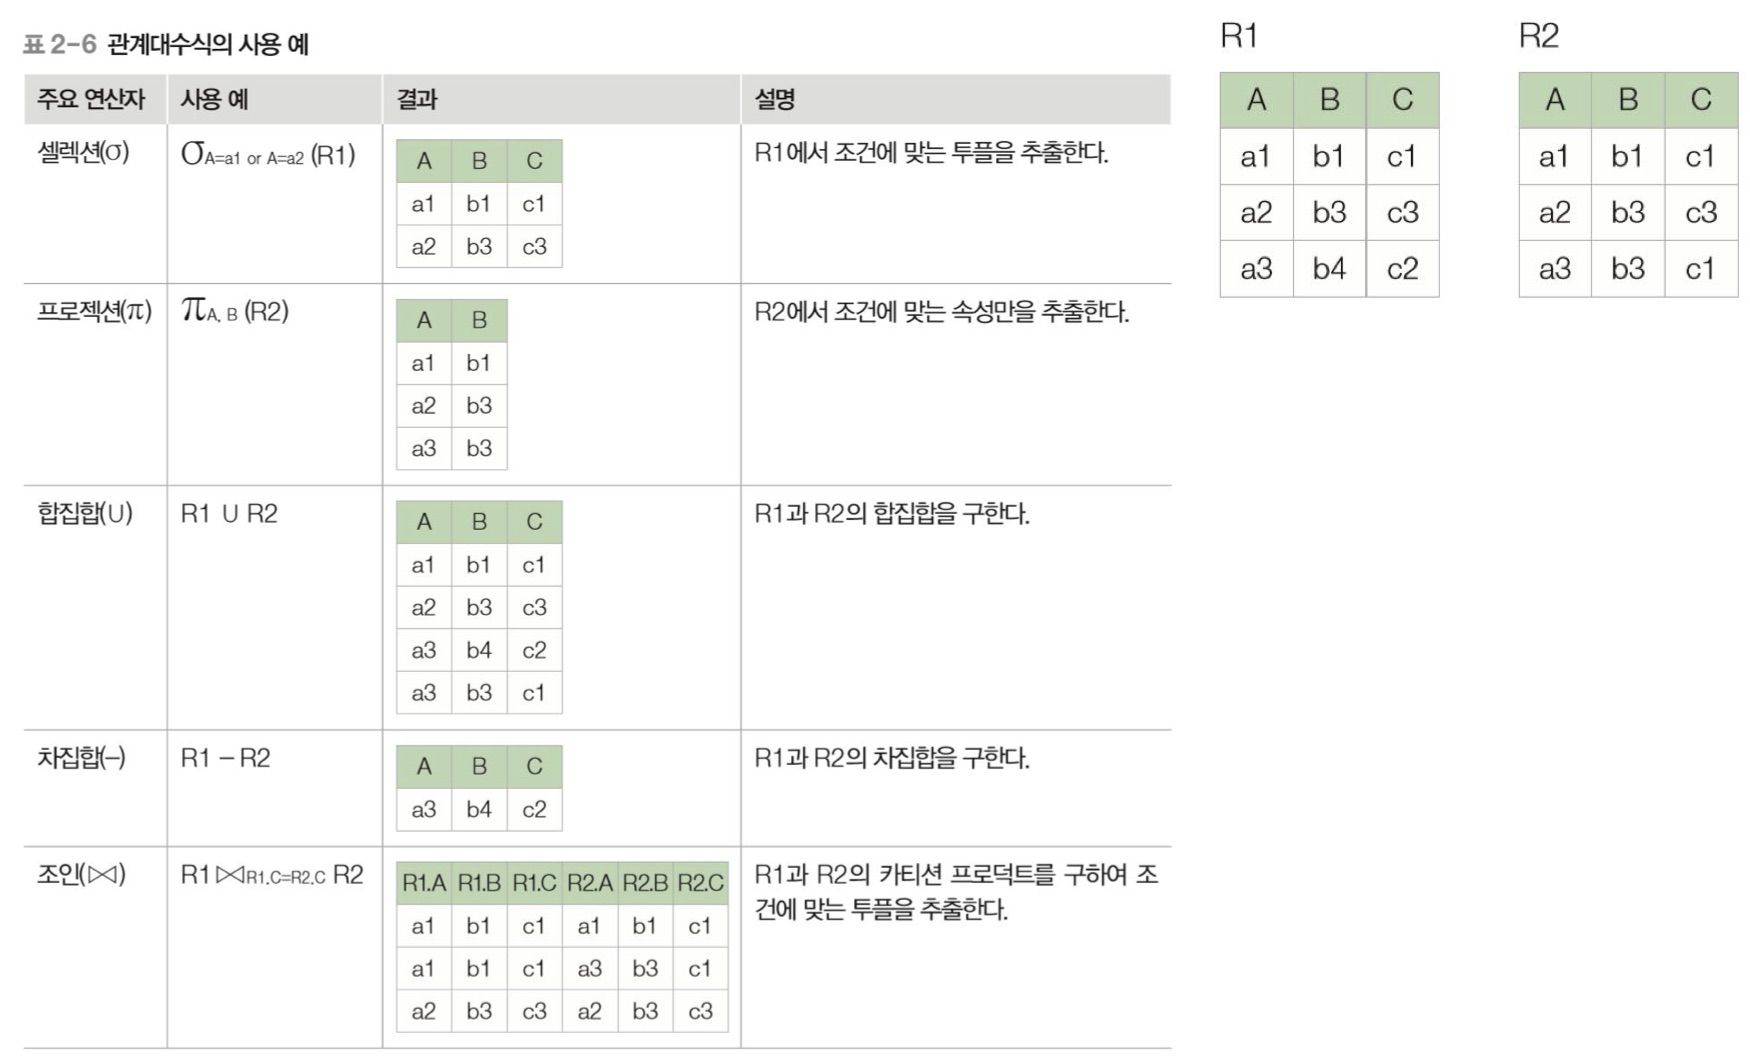 표 2-6 관계대수식의 사용 예
주요 연산자 사용 예 결과 설명
셀렉션(σ) σA=a1 or A=a2 (R1) R1에서 조건에 맞는 투플을 추출한다.
A B C
a1 b1 c1
a2 b3 c3
프로젝션(π) πA, B (R2) R2에서 조건에 맞는 속성만을 추출한다.
A B
a1 b1
a2 b3
a3 b3
합집합(∪) R1 ∪ R2 R1과 R2의 합집합을 구한다.
A B C
a1 b1 c1
a2 b3 c3
a3 b4 c2
a3 b3 c1
차집합(−) R1 − R2 R1과 R2의 차집합을 구한다.
A B C
a3 b4 c2
조인(⋈) R1⋈R1.C=R2.C R2 R1과 R2의 카티션 프로덕트를 구하여 조
건에 맞는 투플을 추출한다.
R1.A R1.B R1.C R2.A R2.B R2.C
a1 b1 c1 a1 b1 c1
a1 b1 c1 a3 b3 c1
a2 b3 c3 a2 b3 c3
R1
A B C
a1 b1 c1
a2 b3 c3
a3 b4 c2
R2
A B C
a1 b1 c1
a2 b3 c3
a3 b3 c1